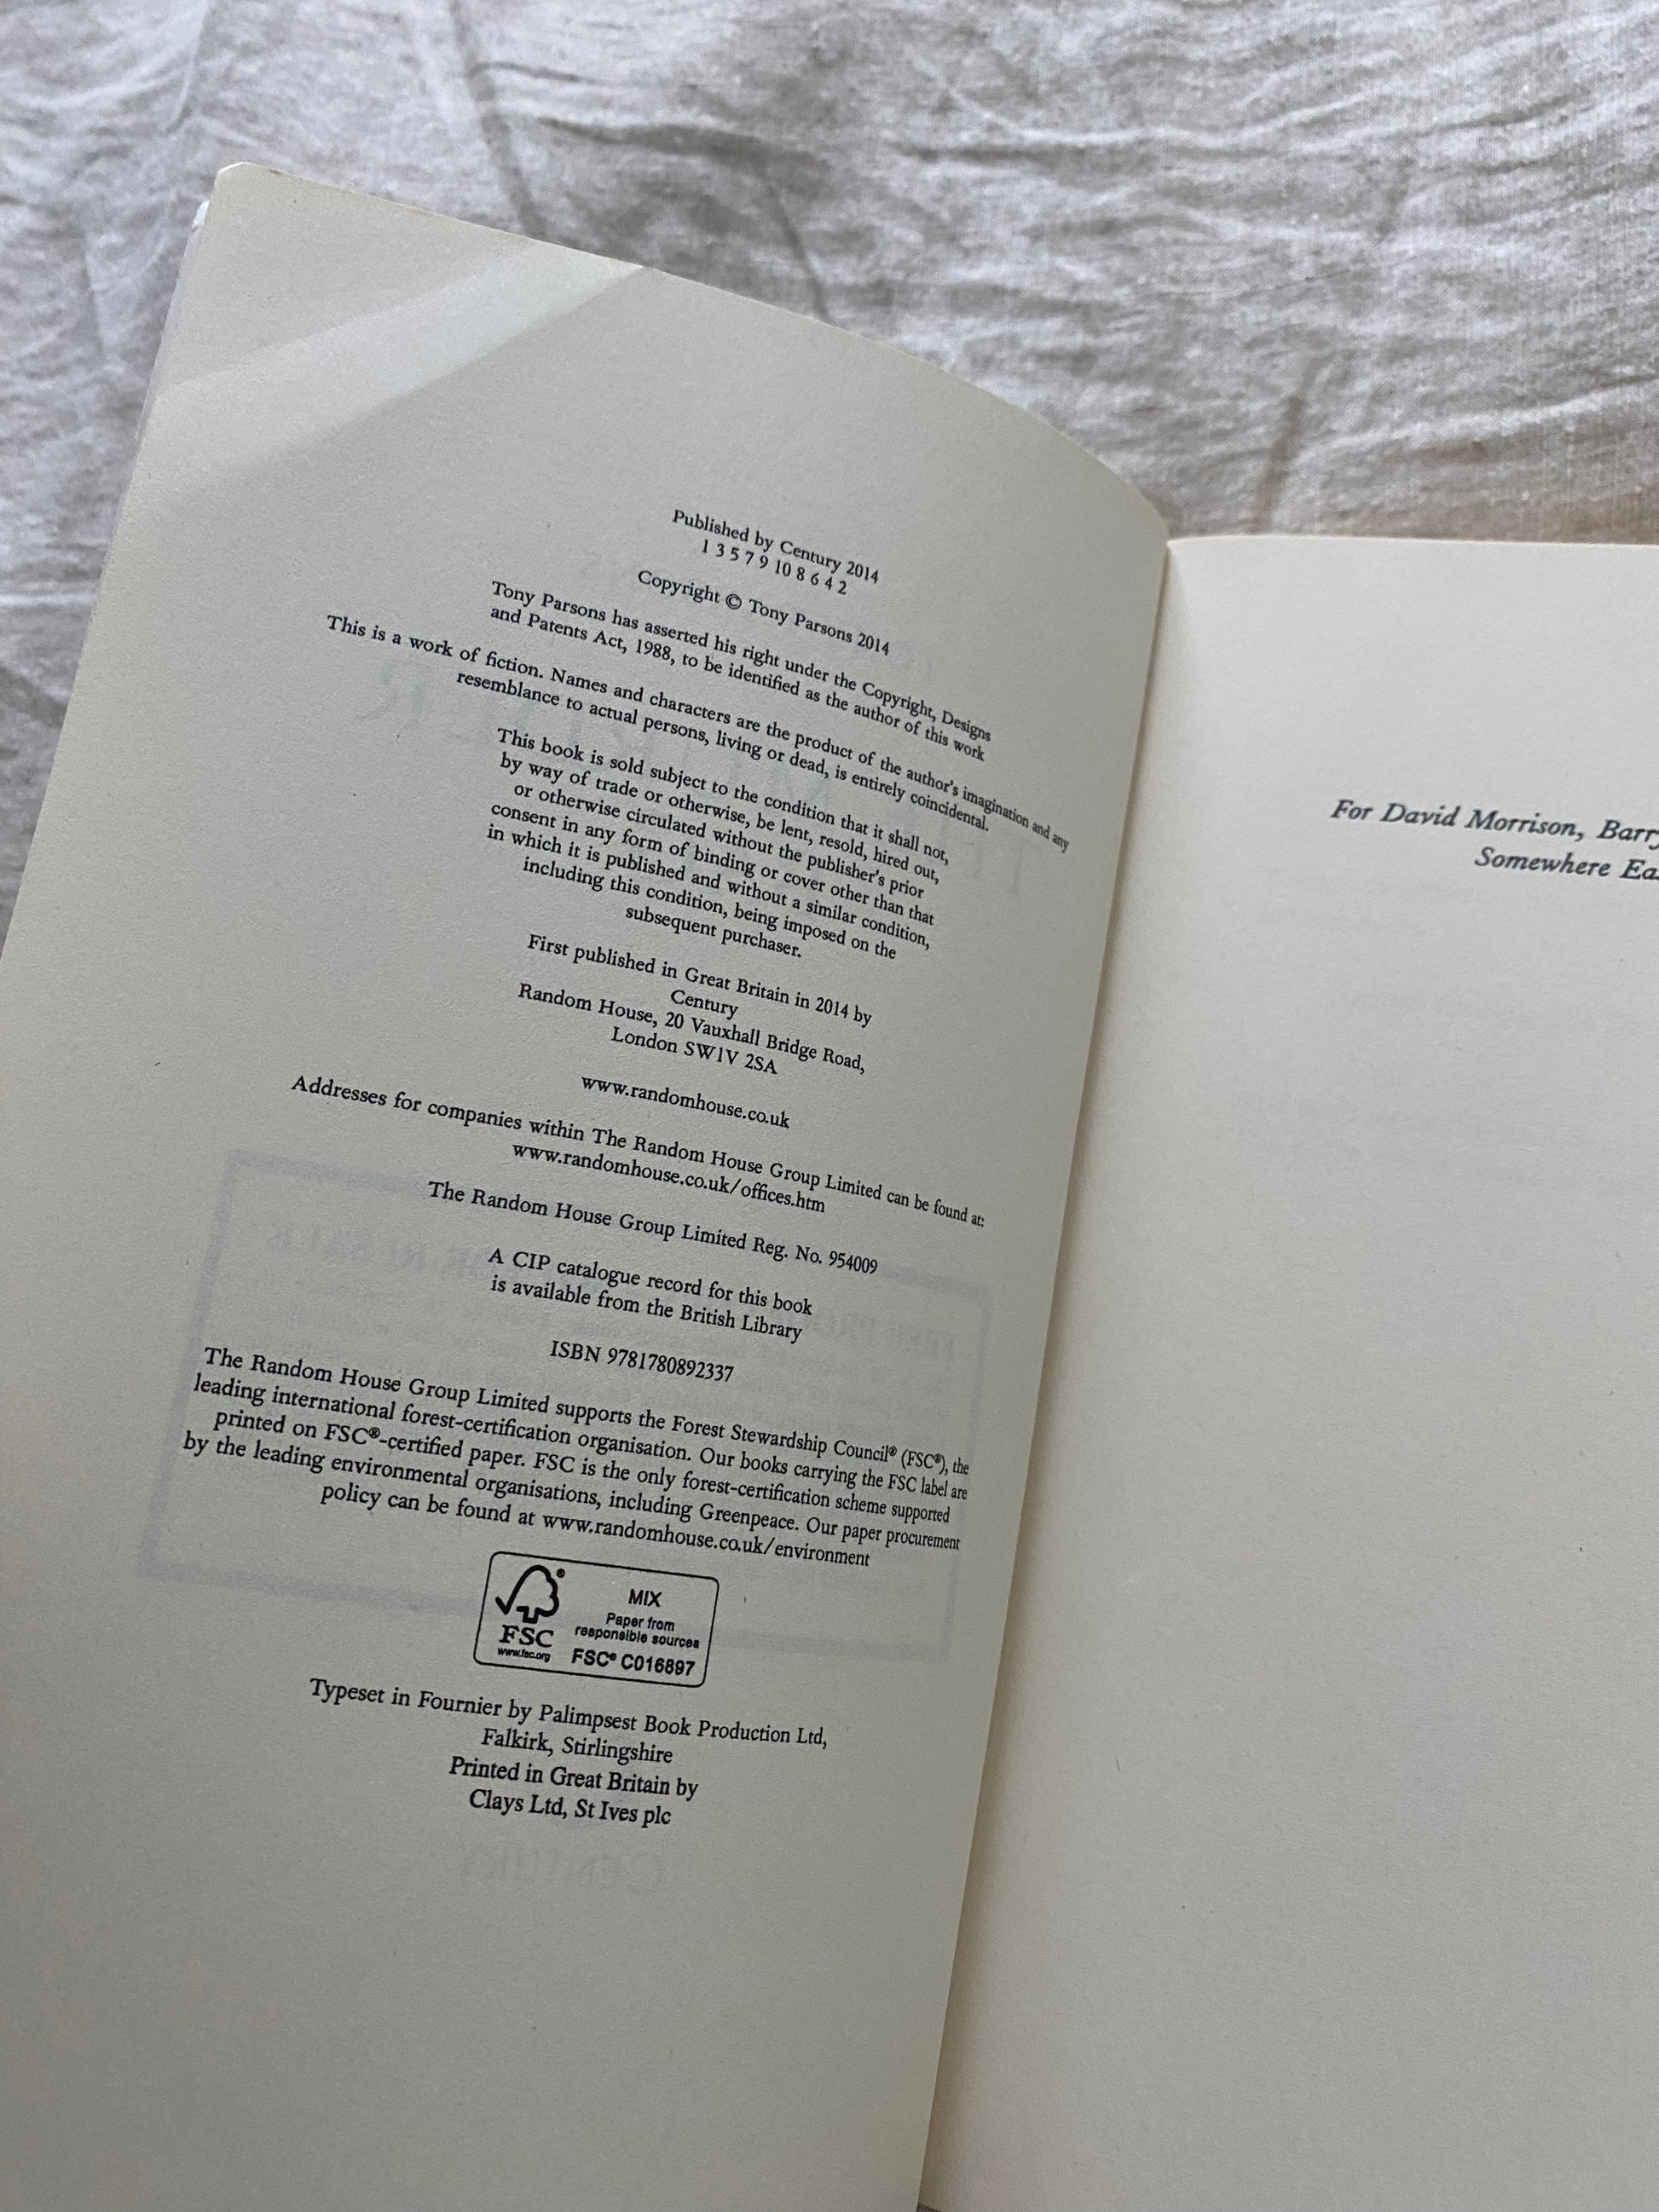 Published by Century 2014
1 3 5 7 9 10 8 6 4 2
Copyright © Tony Parsons 2014
Tony Parsons has asserted his right under the Copyright, Designs
and Patents Act, 1988, to be identified as the author of this work
This is a work of fiction. Names and characters are the product of the author's imagination and any
resemblance to actual persons, living or dead, is entirely coincidental.
This book is sold subject to the condition that it shall not,
by way of trade or otherwise, be lent, resold, hired out,
or otherwise circulated without the publisher's prior
consent in any form of binding or cover other than that
in which it is published and without a similar condition,
including this condition, being imposed on the
subsequent purchaser.
First published in Great Britain in 2014 by
Century
Random House, 20 Vauxhall Bridge Road,
London SW1V 2SA
www.randomhouse.co.uk
Addresses for companies within The Random House Group Limited can be found at:
www.randomhouse.co.uk/offices.htm
The Random House Group Limited Reg. No. 954009
A CIP catalogue record for this book
is available from the British Library
ISBN 9781780892337
The Random House Group Limited supports the Forest Stewardship Council® (FSC®), the
leading international forest-certification organisation. Our books carrying the FSC label are
printed on FSC®-certified paper. FSC is the only forest-certification scheme supported
by the leading environmental organisations, including Greenpeace. Our paper procurement
policy can be found at www.randomhouse.co.uk/environment
MIX
Paper from
responsible sources
FSC® C016897
FSC
www.fsc.org
Typeset in Fournier by Palimpsest Book Production Ltd,
Falkirk, Stirlingshire
Printed in Great Britain by
Clays Ltd, St Ives plc
For David Morrison, Barry
Somewhere Eas